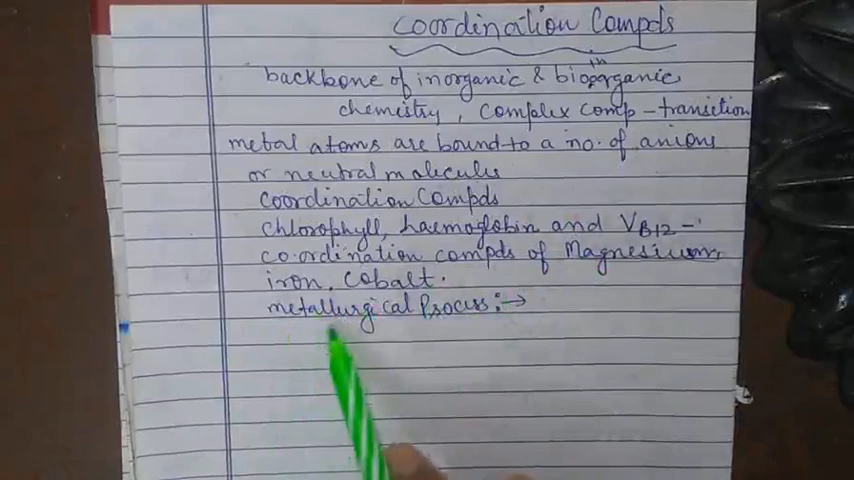 Coordination Compds
backbone of inorganic & bioinorganic
chemistry, complex comp - transition
metal atoms are bound to a no. of anions
or neutral molecules
Coordination Compds
chlorophyll, haemoglobin and VB12 -
co-ordination compds of Magnesium,
iron, Cobalt.
metallurgical Process :→